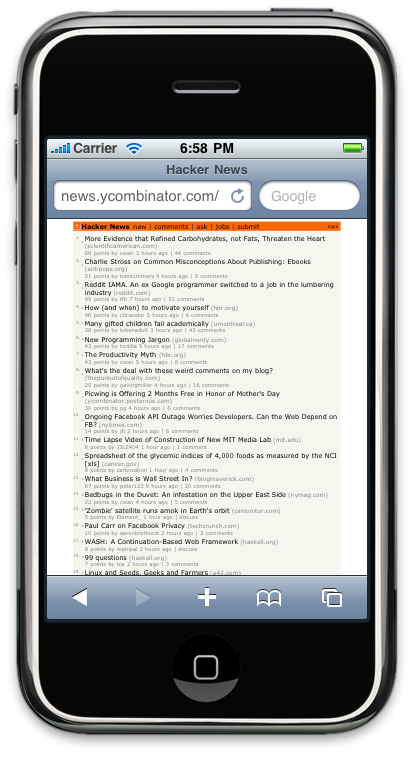 Carrier 6:58 PM
Hacker News
news.ycombinator.com/ Google
Hacker News new | comments | ask | jobs | submit login
1. More Evidence that Refined Carbohydrates, not Fats, Threaten the Heart
(scientificamerican.com)
68 points by cwan 3 hours ago | 44 comments
2. Charlie Stross on Common Misconceptions About Publishing: Ebooks
(antipope.org)
51 points by bensummers 4 hours ago | 5 comments
3. Reddit IAMA. An ex Google programmer switched to a job in the lumbering
industry (reddit.com)
95 points by tfh 7 hours ago | 51 comments
4. How (and when) to motivate yourself (hbr.org)
46 points by cliriander 5 hours ago | 6 comments
5. Many gifted children fail academically (umontreal.ca)
38 points by tokenadult 3 hours ago | 43 comments
6. New Programming Jargon (globalnerdy.com)
43 points by tortilla 5 hours ago | 17 comments
7. The Productivity Myth (hbr.org)
43 points by cwan 5 hours ago | 6 comments
8. What's the deal with these weird comments on my blog?
(thepursuitofquality.com)
25 points by gavingmiller 4 hours ago | 16 comments
9. Picwing is Offering 2 Months Free in Honor of Mother's Day
(ycombinator.posterous.com)
30 points by pg 4 hours ago | 6 comments
10. Ongoing Facebook API Outage Worries Developers. Can the Web Depend on
FB? (nytimes.com)
14 points by jfi 3 hours ago | 6 comments
11. Time Lapse Video of Construction of New MIT Media Lab (mit.edu)
8 points by JSL2404 1 hour ago | 1 comment
12. Spreadsheet of the glycemic indices of 4,000 foods as measured by the NCI
[xls] (cancer.gov)
8 points by carbocation 1 hour ago | 4 comments
13. What Business is Wall Street In? (blogmaverick.com)
67 points by peter123 8 hours ago | 20 comments
14. Bedbugs in the Duvet: An infestation on the Upper East Side (nymag.com)
22 points by cwan 4 hours ago | 5 comments
15. 'Zombie' satellite runs amok in Earth's orbit (csmonitor.com)
5 points by Element_ 1 hour ago | discuss
16. Paul Carr on Facebook Privacy (techcrunch.com)
10 points by aernbrsthorst 2 hours ago | 3 comments
17. WASH: A Continuation-Based Web Framework (haskell.org)
8 points by matripal 2 hours ago | discuss
18. 99 questions (haskell.org)
7 points by tca 2 hours ago | 3 comments
19. Linux and Seeds, Geeks and Farmers (a42.com)